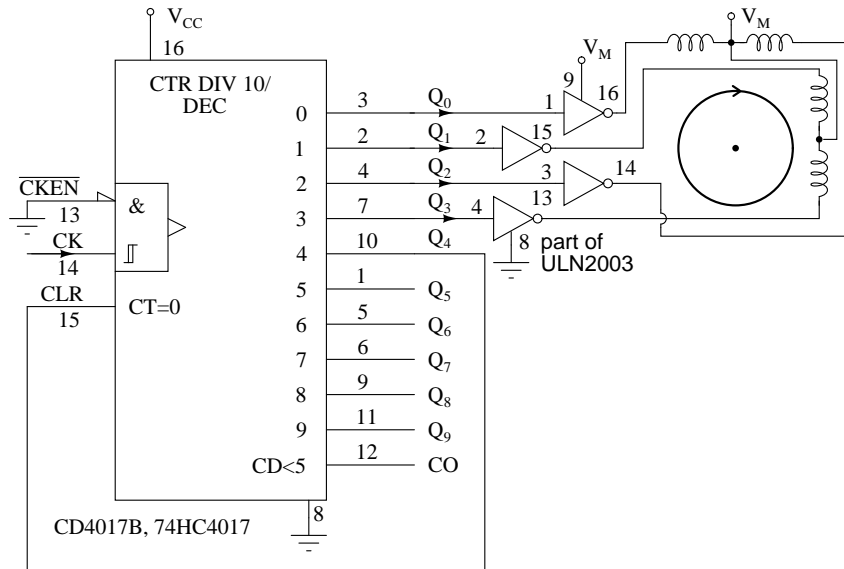 V_CC
16
CTR DIV 10/
DEC
0 3 Q_0
1 2 Q_1
2 4 Q_2
3 7 Q_3
4 10 Q_4
5 1 Q_5
6 5 Q_6
7 6 Q_7
8 9 Q_8
9 11 Q_9
CD<5 12 CO
CKEN
13
&
CK
14
CLR
15
CT=0
8
CD4017B, 74HC4017
V_M
9
1 16
2 15
3 14
4 13
8
part of
ULN2003
V_M